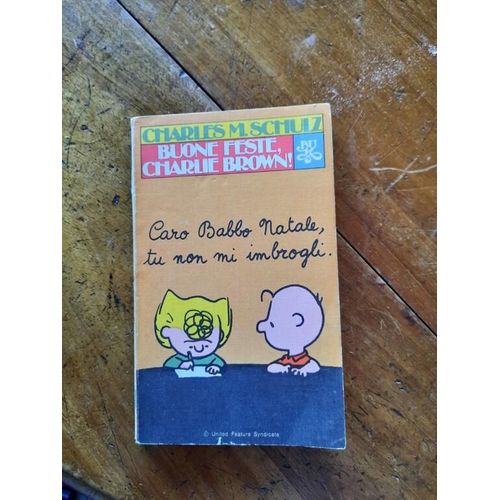 CHARLES M. SCHULZ
BUONE FESTE,
CHARLIE BROWN!
BUR
Caro Babbo Natale,
tu non mi imbrogli.
© United Feature Syndicate